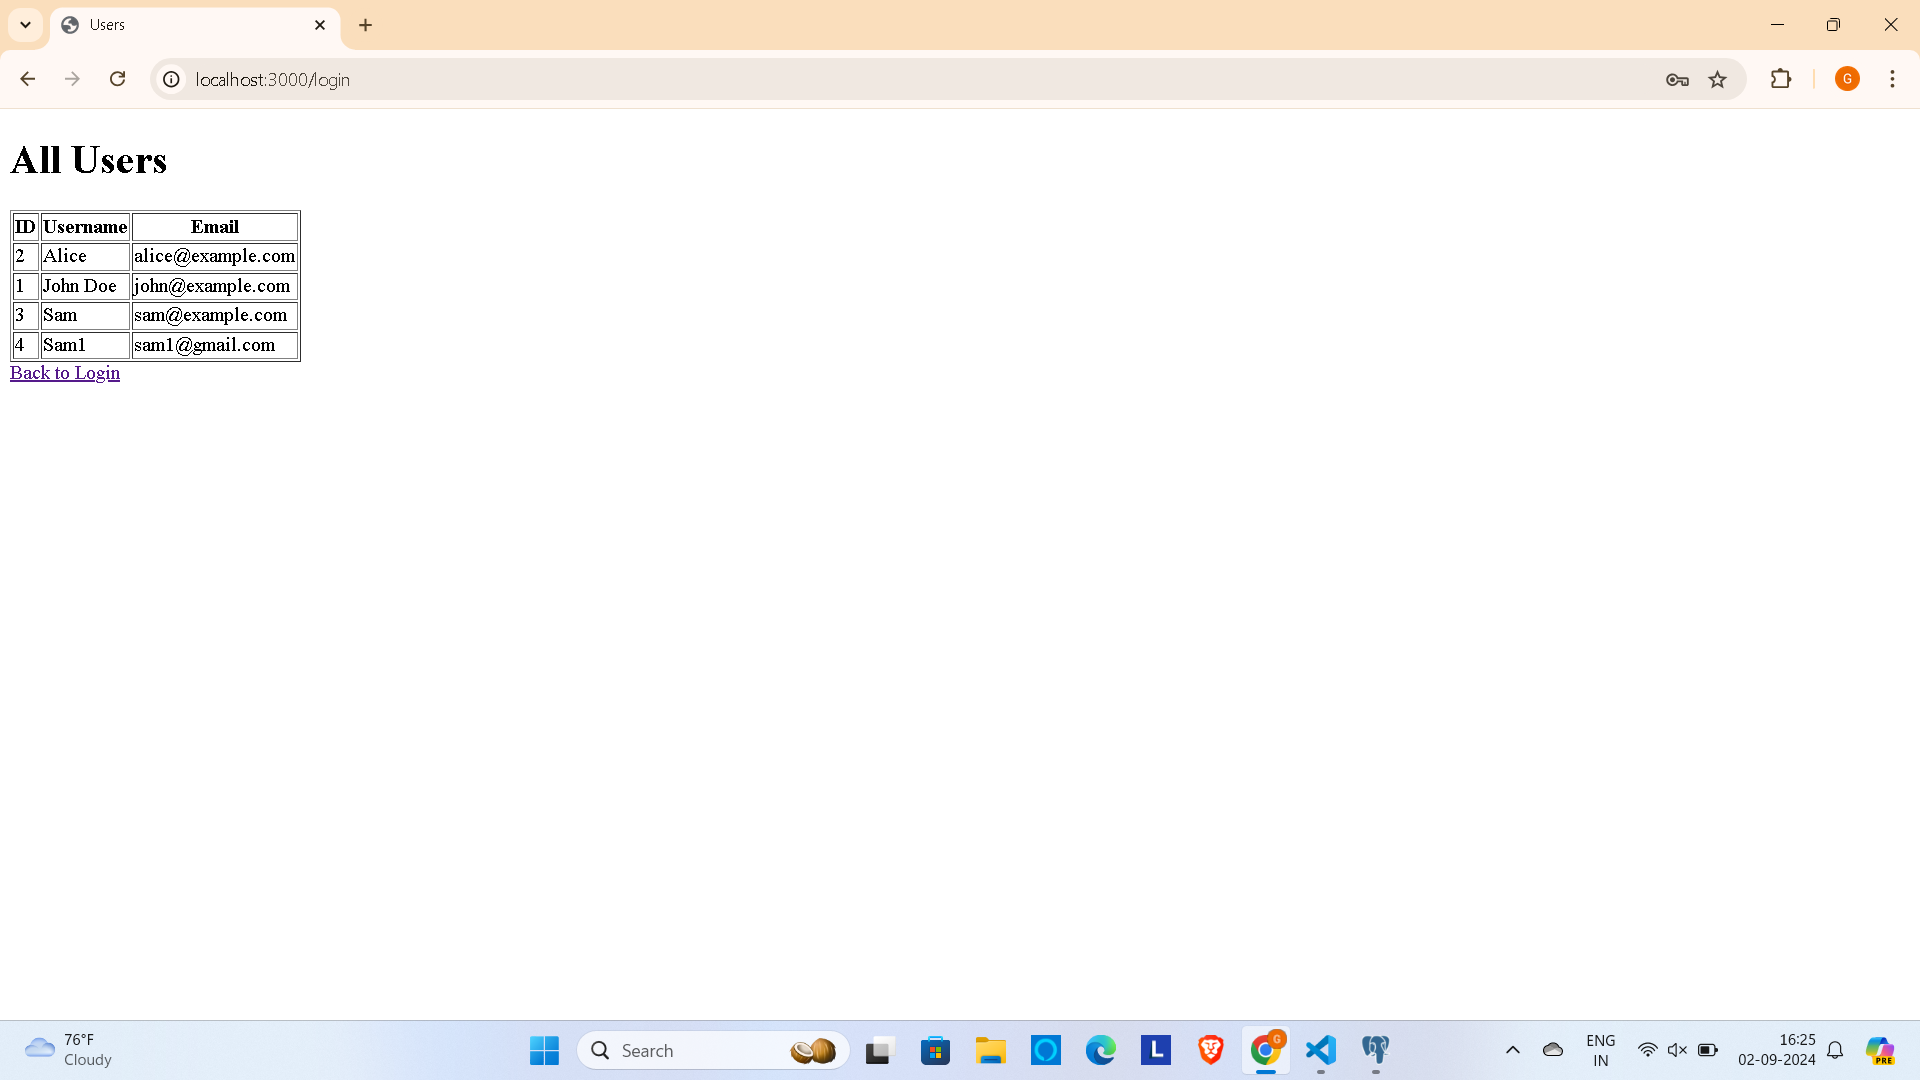 Users
localhost:3000/login
G
All Users
ID Username Email
2 Alice alice@example.com
1 John Doe john@example.com
3 Sam sam@example.com
4 Sam1 sam1@gmail.com
Back to Login
76°F
Cloudy
Search
L
G
ENG
IN
16:25
02-09-2024
PRE